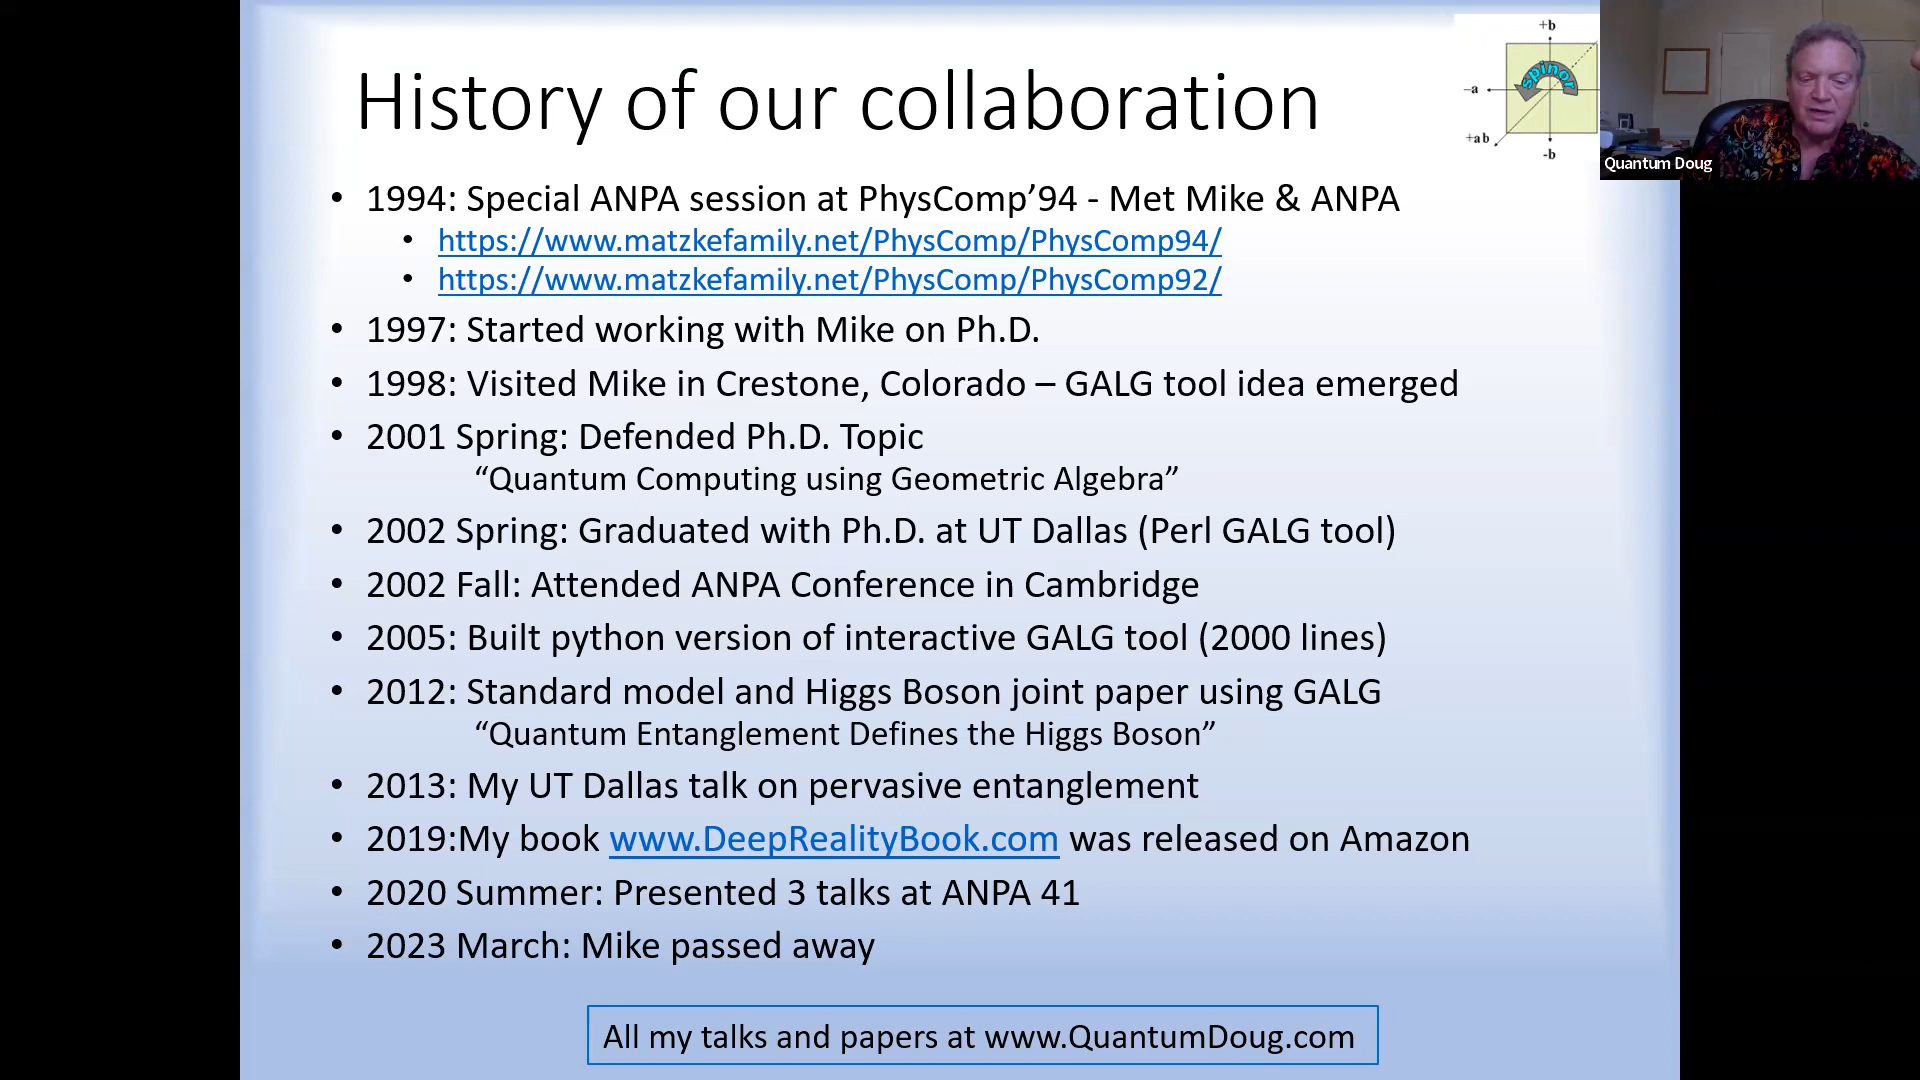 +b
spinor
-a
+ab
-b
Quantum Doug
History of our collaboration
• 1994: Special ANPA session at PhysComp’94 - Met Mike & ANPA
• https://www.matzkefamily.net/PhysComp/PhysComp94/
• https://www.matzkefamily.net/PhysComp/PhysComp92/
• 1997: Started working with Mike on Ph.D.
• 1998: Visited Mike in Crestone, Colorado – GALG tool idea emerged
• 2001 Spring: Defended Ph.D. Topic
“Quantum Computing using Geometric Algebra”
• 2002 Spring: Graduated with Ph.D. at UT Dallas (Perl GALG tool)
• 2002 Fall: Attended ANPA Conference in Cambridge
• 2005: Built python version of interactive GALG tool (2000 lines)
• 2012: Standard model and Higgs Boson joint paper using GALG
“Quantum Entanglement Defines the Higgs Boson”
• 2013: My UT Dallas talk on pervasive entanglement
• 2019:My book www.DeepRealityBook.com was released on Amazon
• 2020 Summer: Presented 3 talks at ANPA 41
• 2023 March: Mike passed away
All my talks and papers at www.QuantumDoug.com